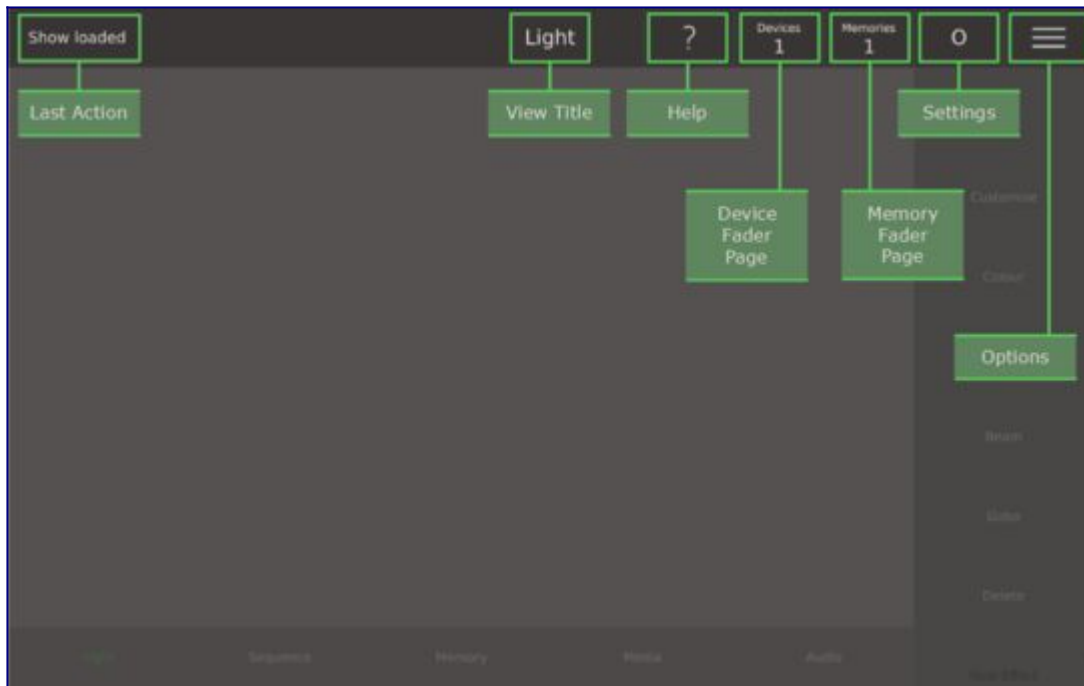 Show loaded
Light
?
Devices
1
Memories
1
O
Last Action
View Title
Help
Settings
Device
Fader
Page
Memory
Fader
Page
Customise
Colour
Options
Beam
Gobo
Delete
Light
Sequence
Memory
Media
Audio